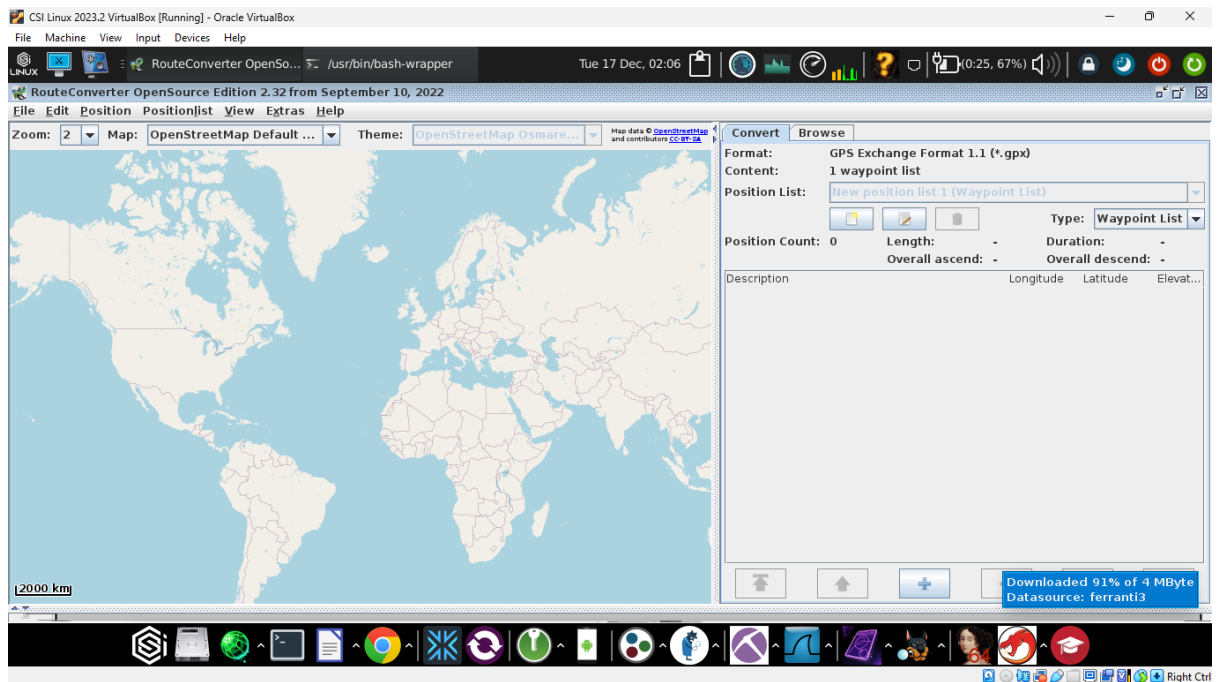 CSI Linux 2023.2 VirtualBox [Running] - Oracle VirtualBox
File Machine View Input Devices Help
LINUX RouteConverter OpenSo... /usr/bin/bash-wrapper Tue 17 Dec, 02:06 (0:25, 67%)
RouteConverter OpenSource Edition 2.32 from September 10, 2022
File Edit Position Positionlist View Extras Help
Zoom: 2 Map: OpenStreetMap Default ... Theme: OpenStreetMap Osmare... Map data © OpenStreetMap
and contributors CC-BY-SA
Convert Browse
Format: GPS Exchange Format 1.1 (*.gpx)
Content: 1 waypoint list
Position List: New position list 1 (Waypoint List)
Type: Waypoint List
Position Count: 0 Length: - Duration: -
Overall ascend: - Overall descend: -
Description Longitude Latitude Elevat...
2000 km
Downloaded 91% of 4 MByte
Datasource: ferranti3
64
Right Ctrl